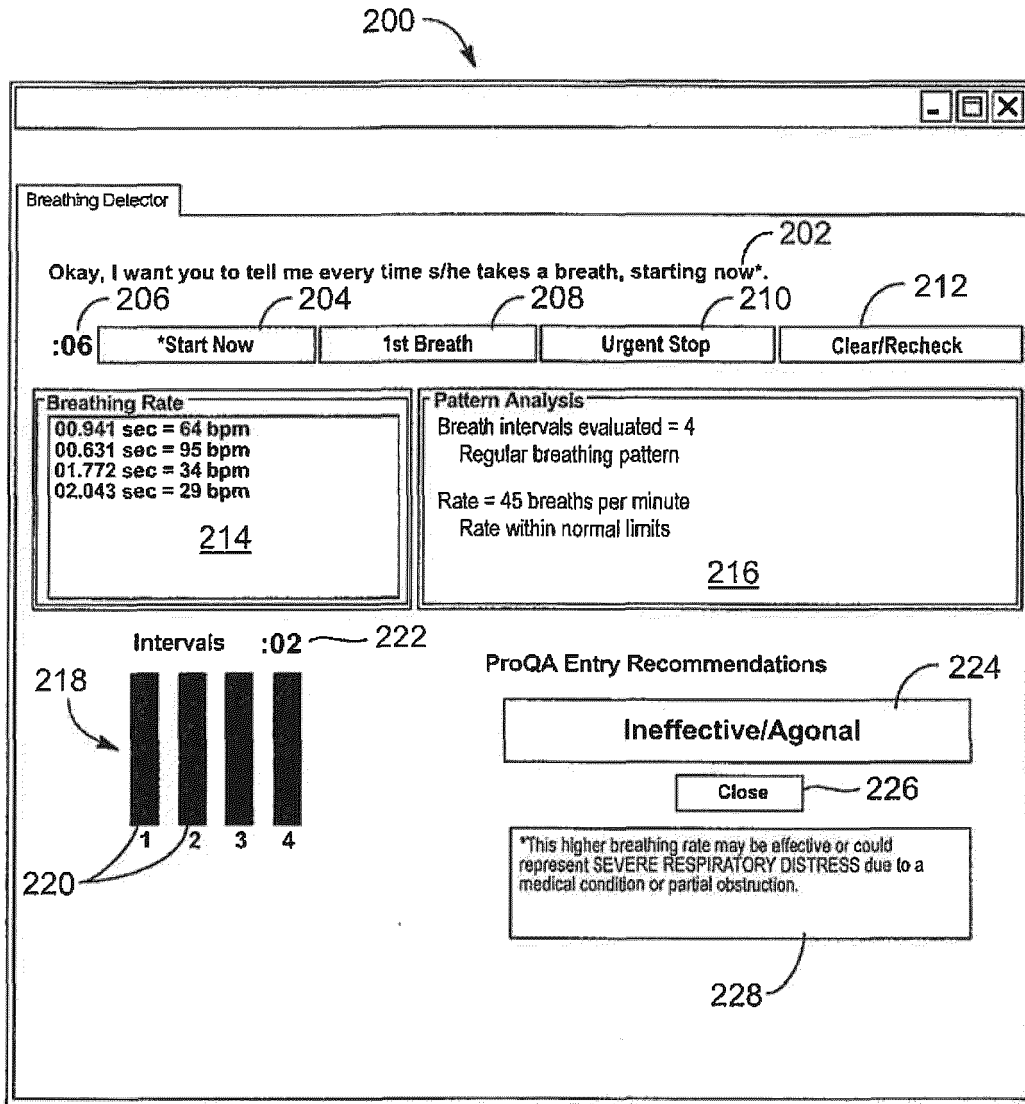 200
Breathing Detector
202
Okay, I want you to tell me every time s/he takes a breath, starting now*.
206 204 208 210 212
:06 *Start Now 1st Breath Urgent Stop Clear/Recheck
Breathing Rate
00.941 sec = 64 bpm
00.631 sec = 95 bpm
01.772 sec = 34 bpm
02.043 sec = 29 bpm
214
Pattern Analysis
Breath intervals evaluated = 4
Regular breathing pattern
Rate = 45 breaths per minute
Rate within normal limits
216
Intervals :02 222
218
1 2 3 4
220
ProQA Entry Recommendations
224
Ineffective/Agonal
Close 226
*This higher breathing rate may be effective or could
represent SEVERE RESPIRATORY DISTRESS due to a
medical condition or partial obstruction.
228